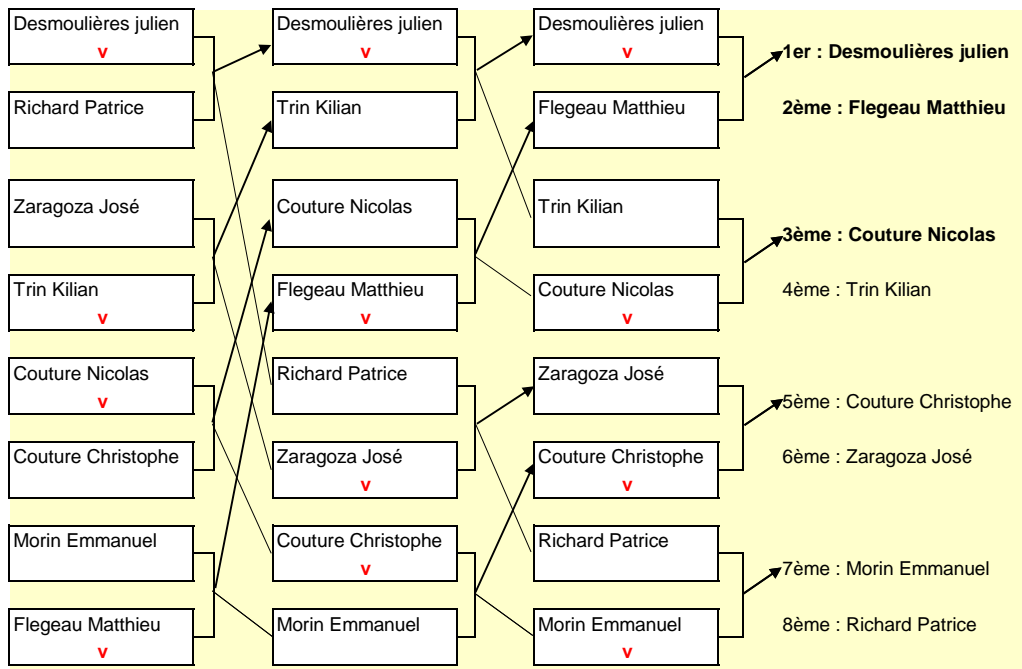 Desmoulières julien
v
Richard Patrice
Zaragoza José
Trin Kilian
v
Couture Nicolas
v
Couture Christophe
Morin Emmanuel
Flegeau Matthieu
v
Desmoulières julien
v
Trin Kilian
Couture Nicolas
Flegeau Matthieu
v
Richard Patrice
Zaragoza José
v
Couture Christophe
v
Morin Emmanuel
Desmoulières julien
v
Flegeau Matthieu
Trin Kilian
Couture Nicolas
v
Zaragoza José
Couture Christophe
v
Richard Patrice
Morin Emmanuel
v
1er : Desmoulières julien
2ème : Flegeau Matthieu
3ème : Couture Nicolas
4ème : Trin Kilian
5ème : Couture Christophe
6ème : Zaragoza José
7ème : Morin Emmanuel
8ème : Richard Patrice